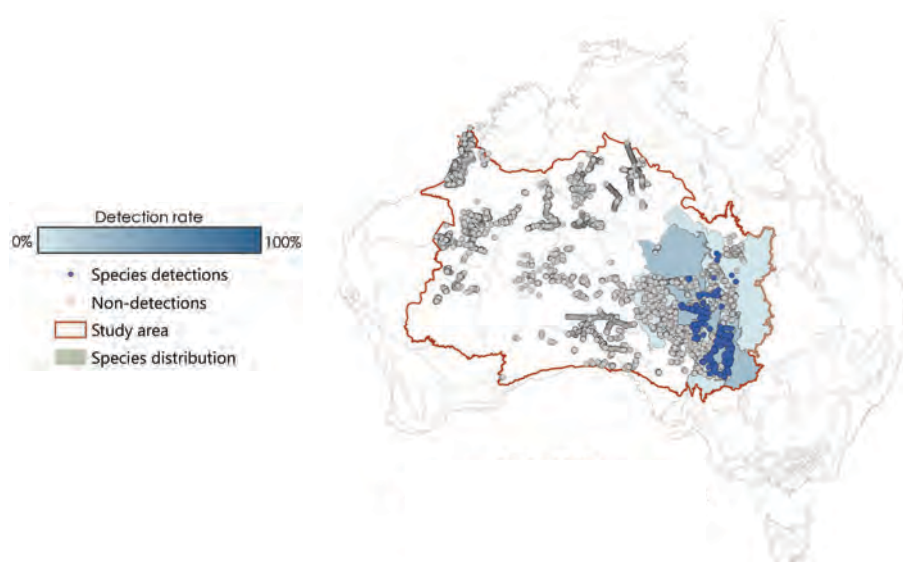 Detection rate
0% 100%
Species detections
Non-detections
Study area
Species distribution